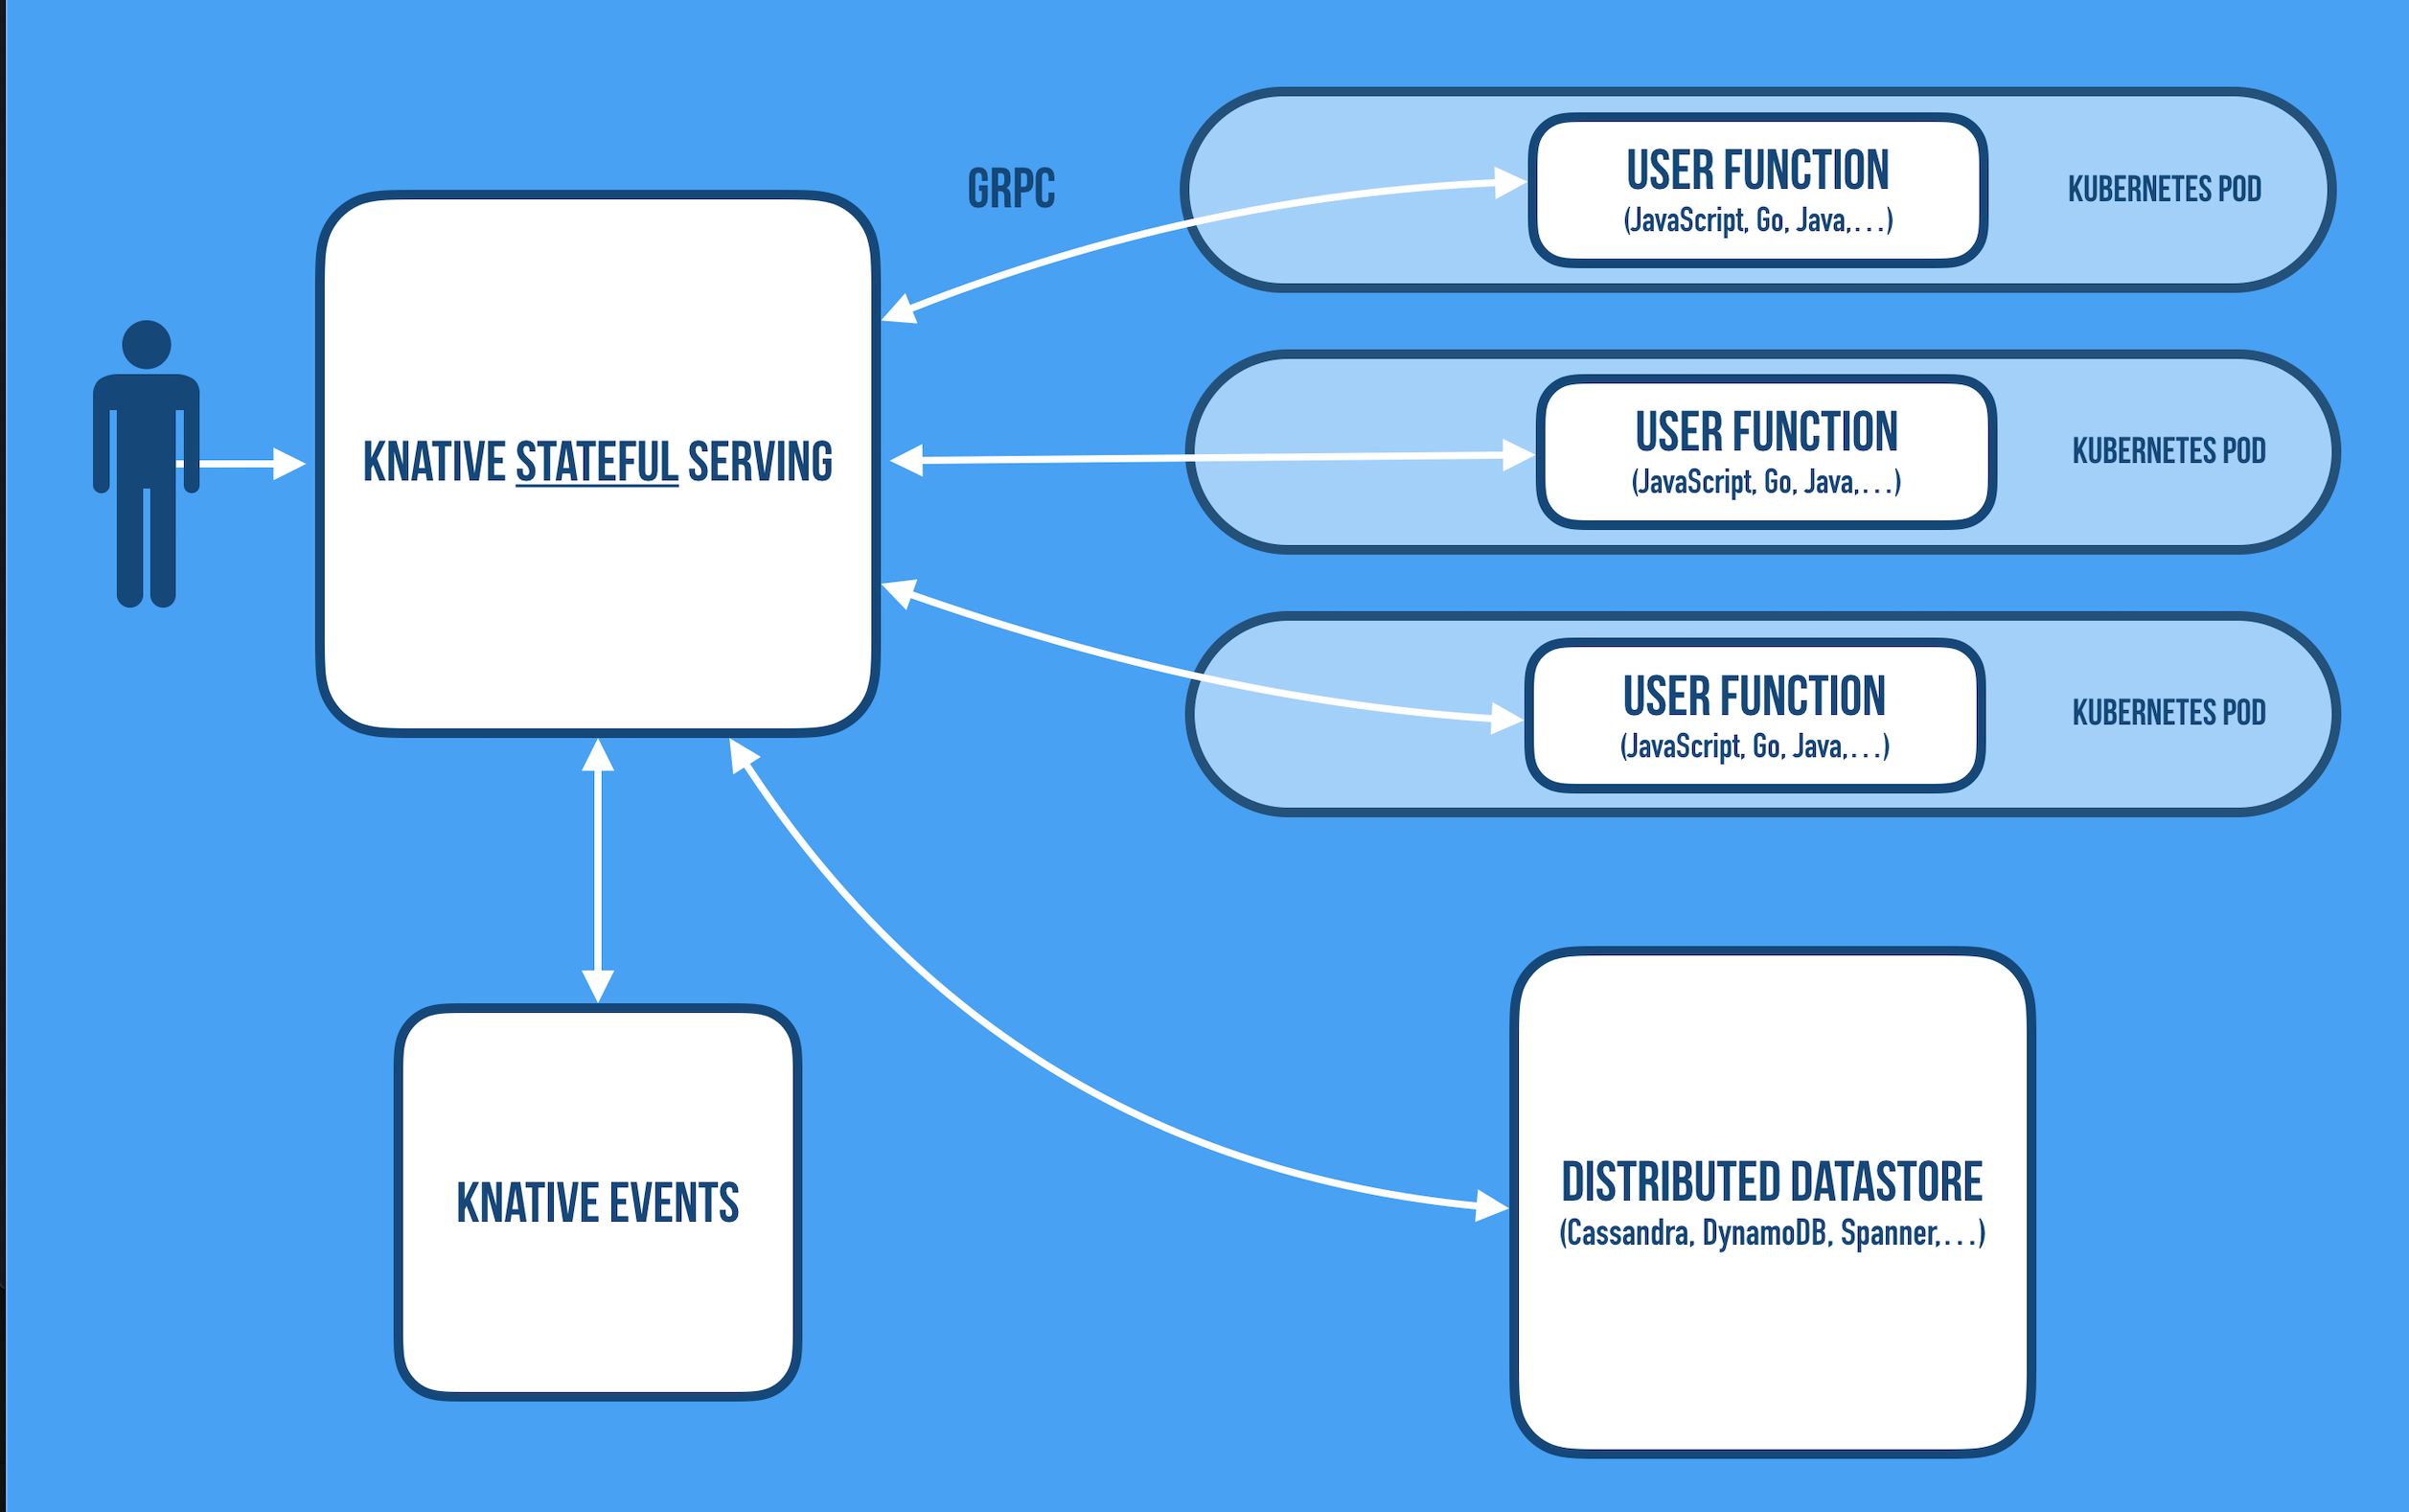 GRPC
USER FUNCTION
(JavaScript, Go, Java,...)
KUBERNETES POD
KNATIVE STATEFUL SERVING
USER FUNCTION
(JavaScript, Go, Java,...)
KUBERNETES POD
USER FUNCTION
(JavaScript, Go, Java,...)
KUBERNETES POD
KNATIVE EVENTS
DISTRIBUTED DATASTORE
(Cassandra, DynamoDB, Spanner,...)